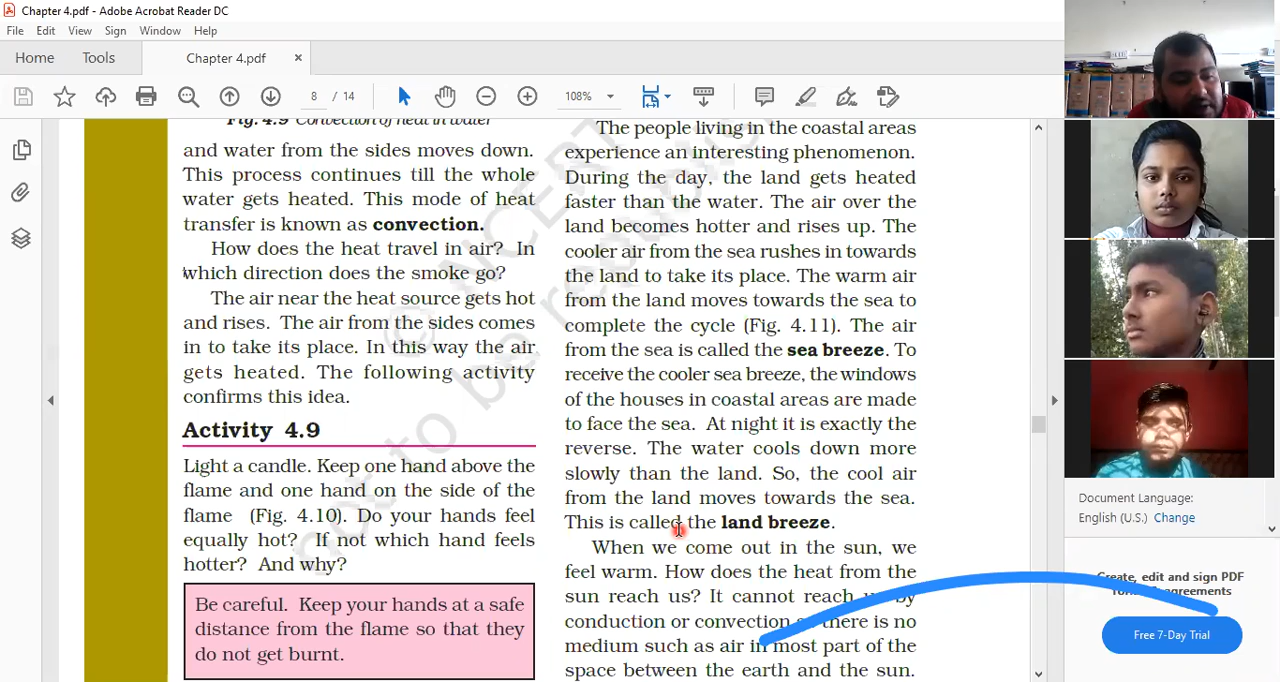 Chapter 4.pdf - Adobe Acrobat Reader DC
File Edit View Sign Window Help
Home Tools Chapter 4.pdf ×
8 / 14 108%
Fig. 4.9 Convection of heat in water
and water from the sides moves down.
This process continues till the whole
water gets heated. This mode of heat
transfer is known as convection.
How does the heat travel in air? In
which direction does the smoke go?
The air near the heat source gets hot
and rises. The air from the sides comes
in to take its place. In this way the air
gets heated. The following activity
confirms this idea.
Activity 4.9
Light a candle. Keep one hand above the
flame and one hand on the side of the
flame (Fig. 4.10). Do your hands feel
equally hot? If not which hand feels
hotter? And why?
Be careful. Keep your hands at a safe
distance from the flame so that they
do not get burnt.
The people living in the coastal areas
experience an interesting phenomenon.
During the day, the land gets heated
faster than the water. The air over the
land becomes hotter and rises up. The
cooler air from the sea rushes in towards
the land to take its place. The warm air
from the land moves towards the sea to
complete the cycle (Fig. 4.11). The air
from the sea is called the sea breeze. To
receive the cooler sea breeze, the windows
of the houses in coastal areas are made
to face the sea. At night it is exactly the
reverse. The water cools down more
slowly than the land. So, the cool air
from the land moves towards the sea.
This is called the land breeze.
When we come out in the sun, we
feel warm. How does the heat from the
sun reach us? It cannot reach us by
conduction or convection as there is no
medium such as air in most part of the
space between the earth and the sun.
© NCERT
not to be republis
Document Language:
English (U.S.) Change
Create, edit and sign PDF
agreements
Free 7-Day Trial